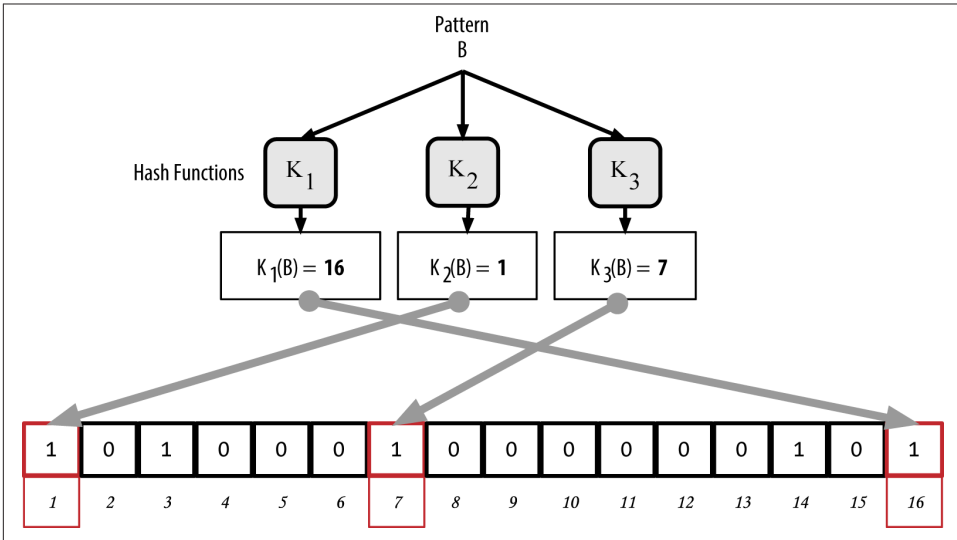 Pattern
B
Hash Functions
K1 K2 K3
K1(B) = 16 K2(B) = 1 K3(B) = 7
1 0 1 0 0 0 1 0 0 0 0 0 0 1 0 1
1 2 3 4 5 6 7 8 9 10 11 12 13 14 15 16